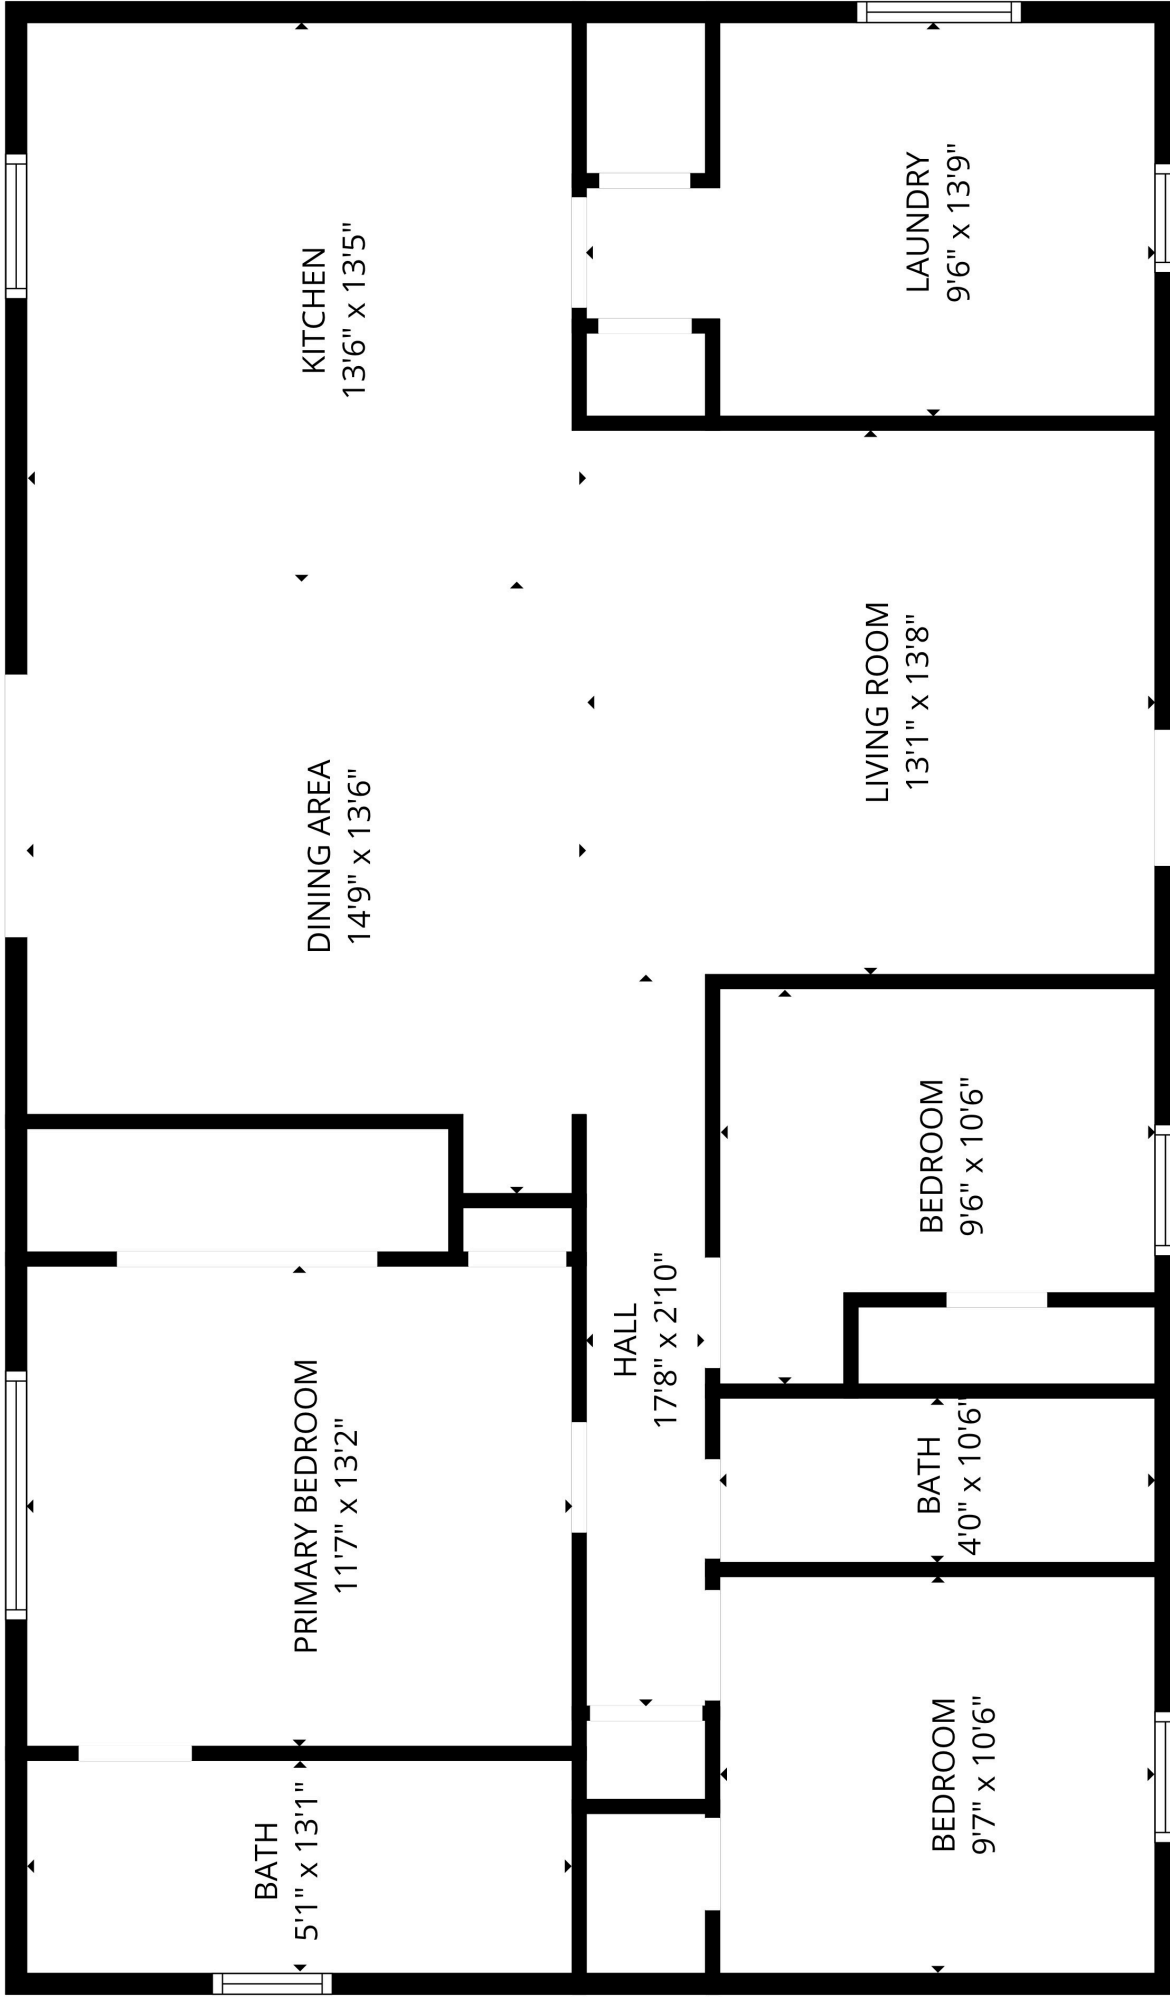 BATH
5'1" x 13'1"
PRIMARY BEDROOM
11'7" x 13'2"
DINING AREA
14'9" x 13'6"
KITCHEN
13'6" x 13'5"
HALL
17'8" x 2'10"
BEDROOM
9'7" x 10'6"
BATH
4'0" x 10'6"
BEDROOM
9'6" x 10'6"
LIVING ROOM
13'1" x 13'8"
LAUNDRY
9'6" x 13'9"